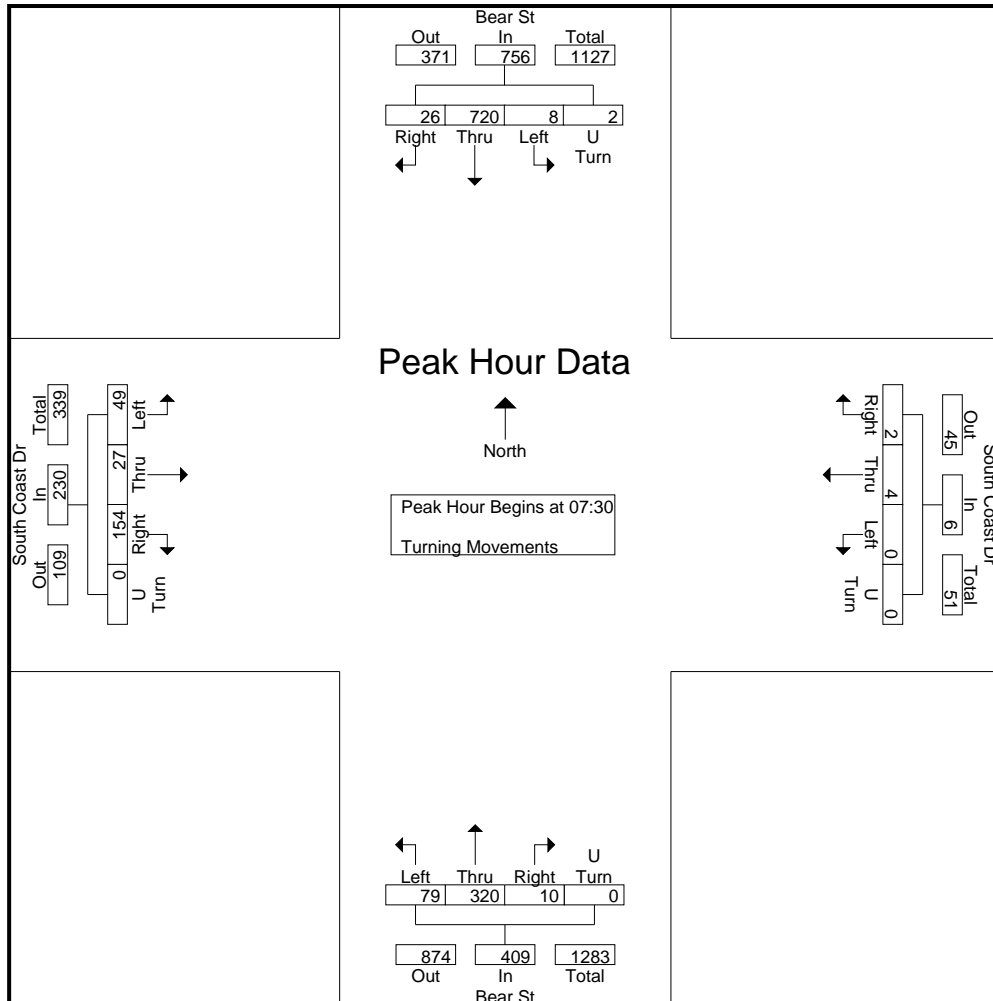 Bear St
Out In Total
371 756 1127
26 720 8 2
Right Thru Left U
Turn
Peak Hour Data
North
Peak Hour Begins at 07:30
Turning Movements
South Coast Dr
Total In Out
339 230 109
49 27 154 0
Left Thru Right U
Turn
South Coast Dr
Out In Total
45 6 51
2 4 0 0
Right Thru Left U
Turn
U
Left Thru Right Turn
79 320 10 0
874 409 1283
Out In Total
Bear St